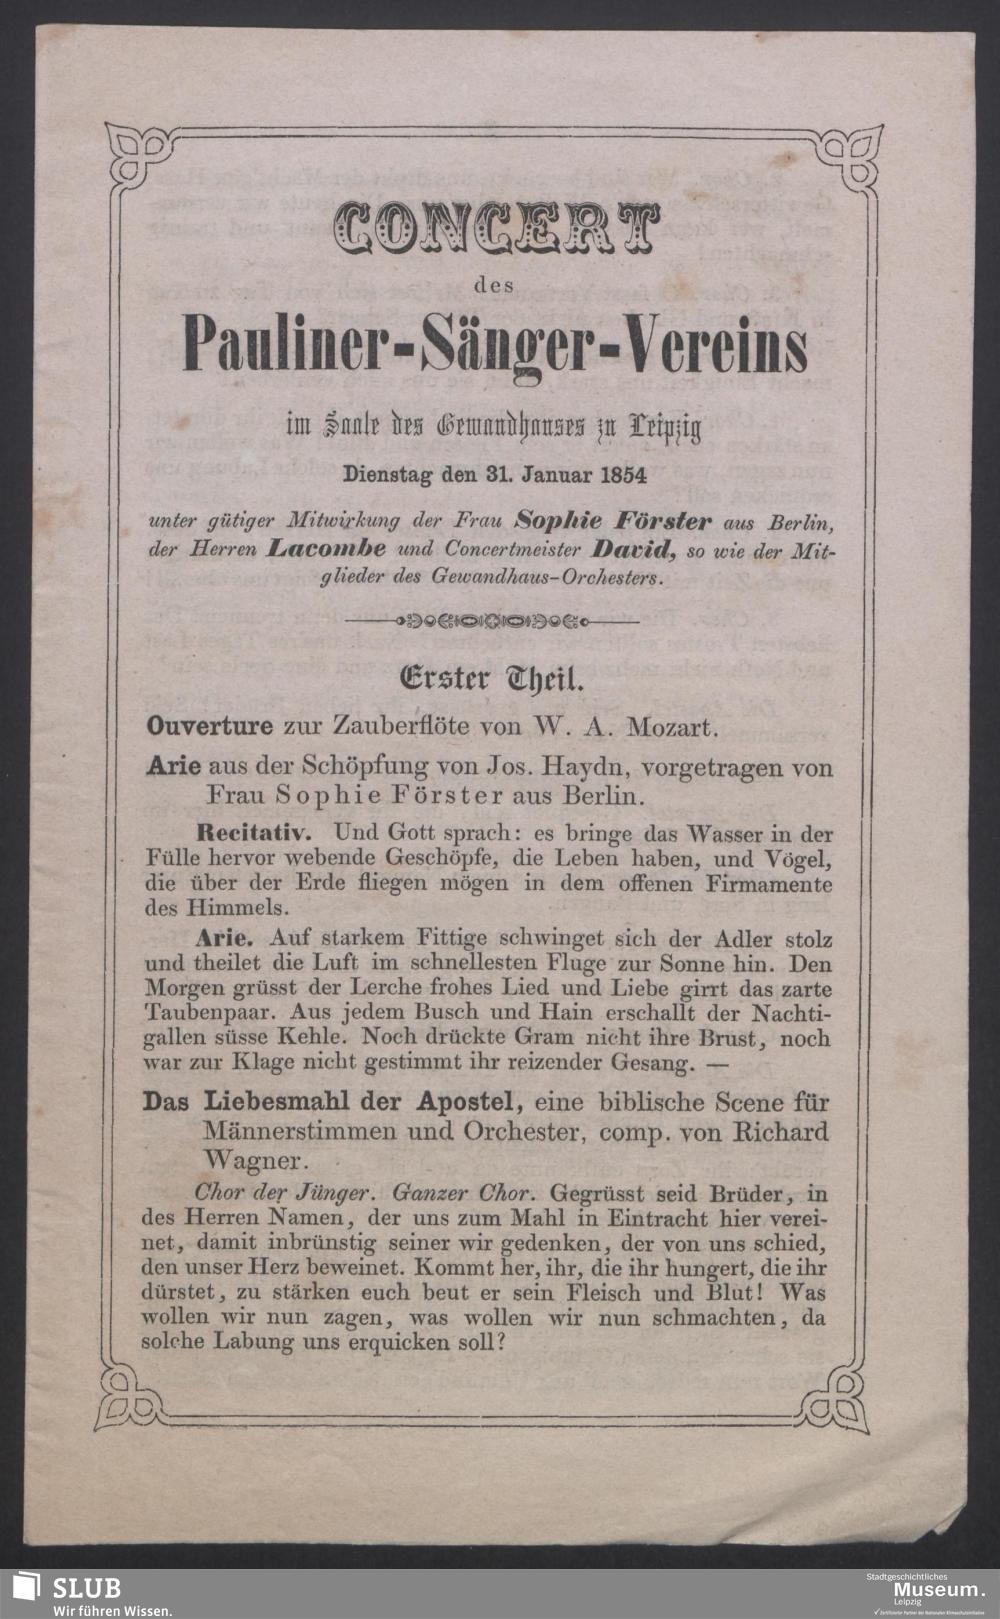 CONCERT
des
Pauliner-Sänger-Vereins
im Saale des Gewandhauses zu Leipzig
Dienstag den 31. Januar 1854
unter gütiger Mitwirkung der Frau Sophie Förster aus Berlin,
der Herren Lacombe und Concertmeister David, so wie der Mit-
glieder des Gewandhaus-Orchesters.
Erster Theil.
Ouverture zur Zauberflöte von W. A. Mozart.
Arie aus der Schöpfung von Jos. Haydn, vorgetragen von
Frau Sophie Förster aus Berlin.
Recitativ. Und Gott sprach: es bringe das Wasser in der
Fülle hervor webende Geschöpfe, die Leben haben, und Vögel,
die über der Erde fliegen mögen in dem offenen Firmamente
des Himmels.
Arie. Auf starkem Fittige schwinget sich der Adler stolz
und theilet die Luft im schnellesten Fluge zur Sonne hin. Den
Morgen grüsst der Lerche frohes Lied und Liebe girrt das zarte
Taubenpaar. Aus jedem Busch und Hain erschallt der Nachti-
gallen süsse Kehle. Noch drückte Gram nicht ihre Brust, noch
war zur Klage nicht gestimmt ihr reizender Gesang. —
Das Liebesmahl der Apostel, eine biblische Scene für
Männerstimmen und Orchester, comp. von Richard
Wagner.
Chor der Jünger. Ganzer Chor. Gegrüsst seid Brüder, in
des Herren Namen, der uns zum Mahl in Eintracht hier verei-
net, damit inbrünstig seiner wir gedenken, der von uns schied,
den unser Herz beweinet. Kommt her, ihr, die ihr hungert, die ihr
dürstet, zu stärken euch beut er sein Fleisch und Blut! Was
wollen wir nun zagen, was wollen wir nun schmachten, da
solche Labung uns erquicken soll?
SLUB
Wir führen Wissen.
Stadtgeschichtliches
Museum.
Leipzig
Zertifizierter Partner der Nationalen Klimaschutzinitiative